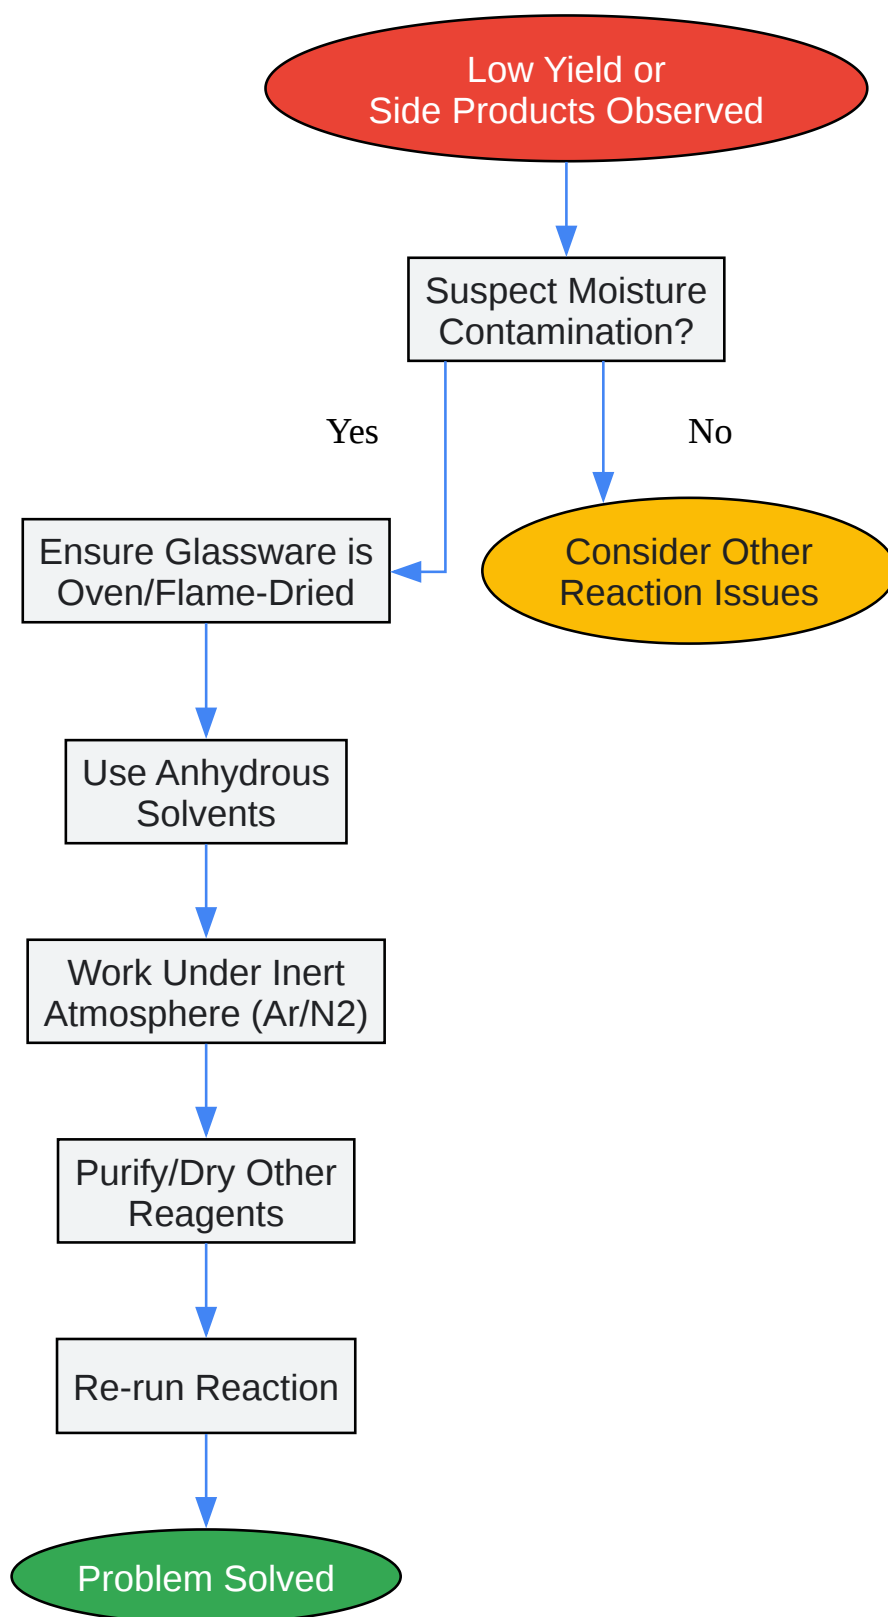 Low Yield or
Side Products Observed
Suspect Moisture
Contamination?
Yes
No
Ensure Glassware is
Oven/Flame-Dried
Consider Other
Reaction Issues
Use Anhydrous
Solvents
Work Under Inert
Atmosphere (Ar/N2)
Purify/Dry Other
Reagents
Re-run Reaction
Problem Solved